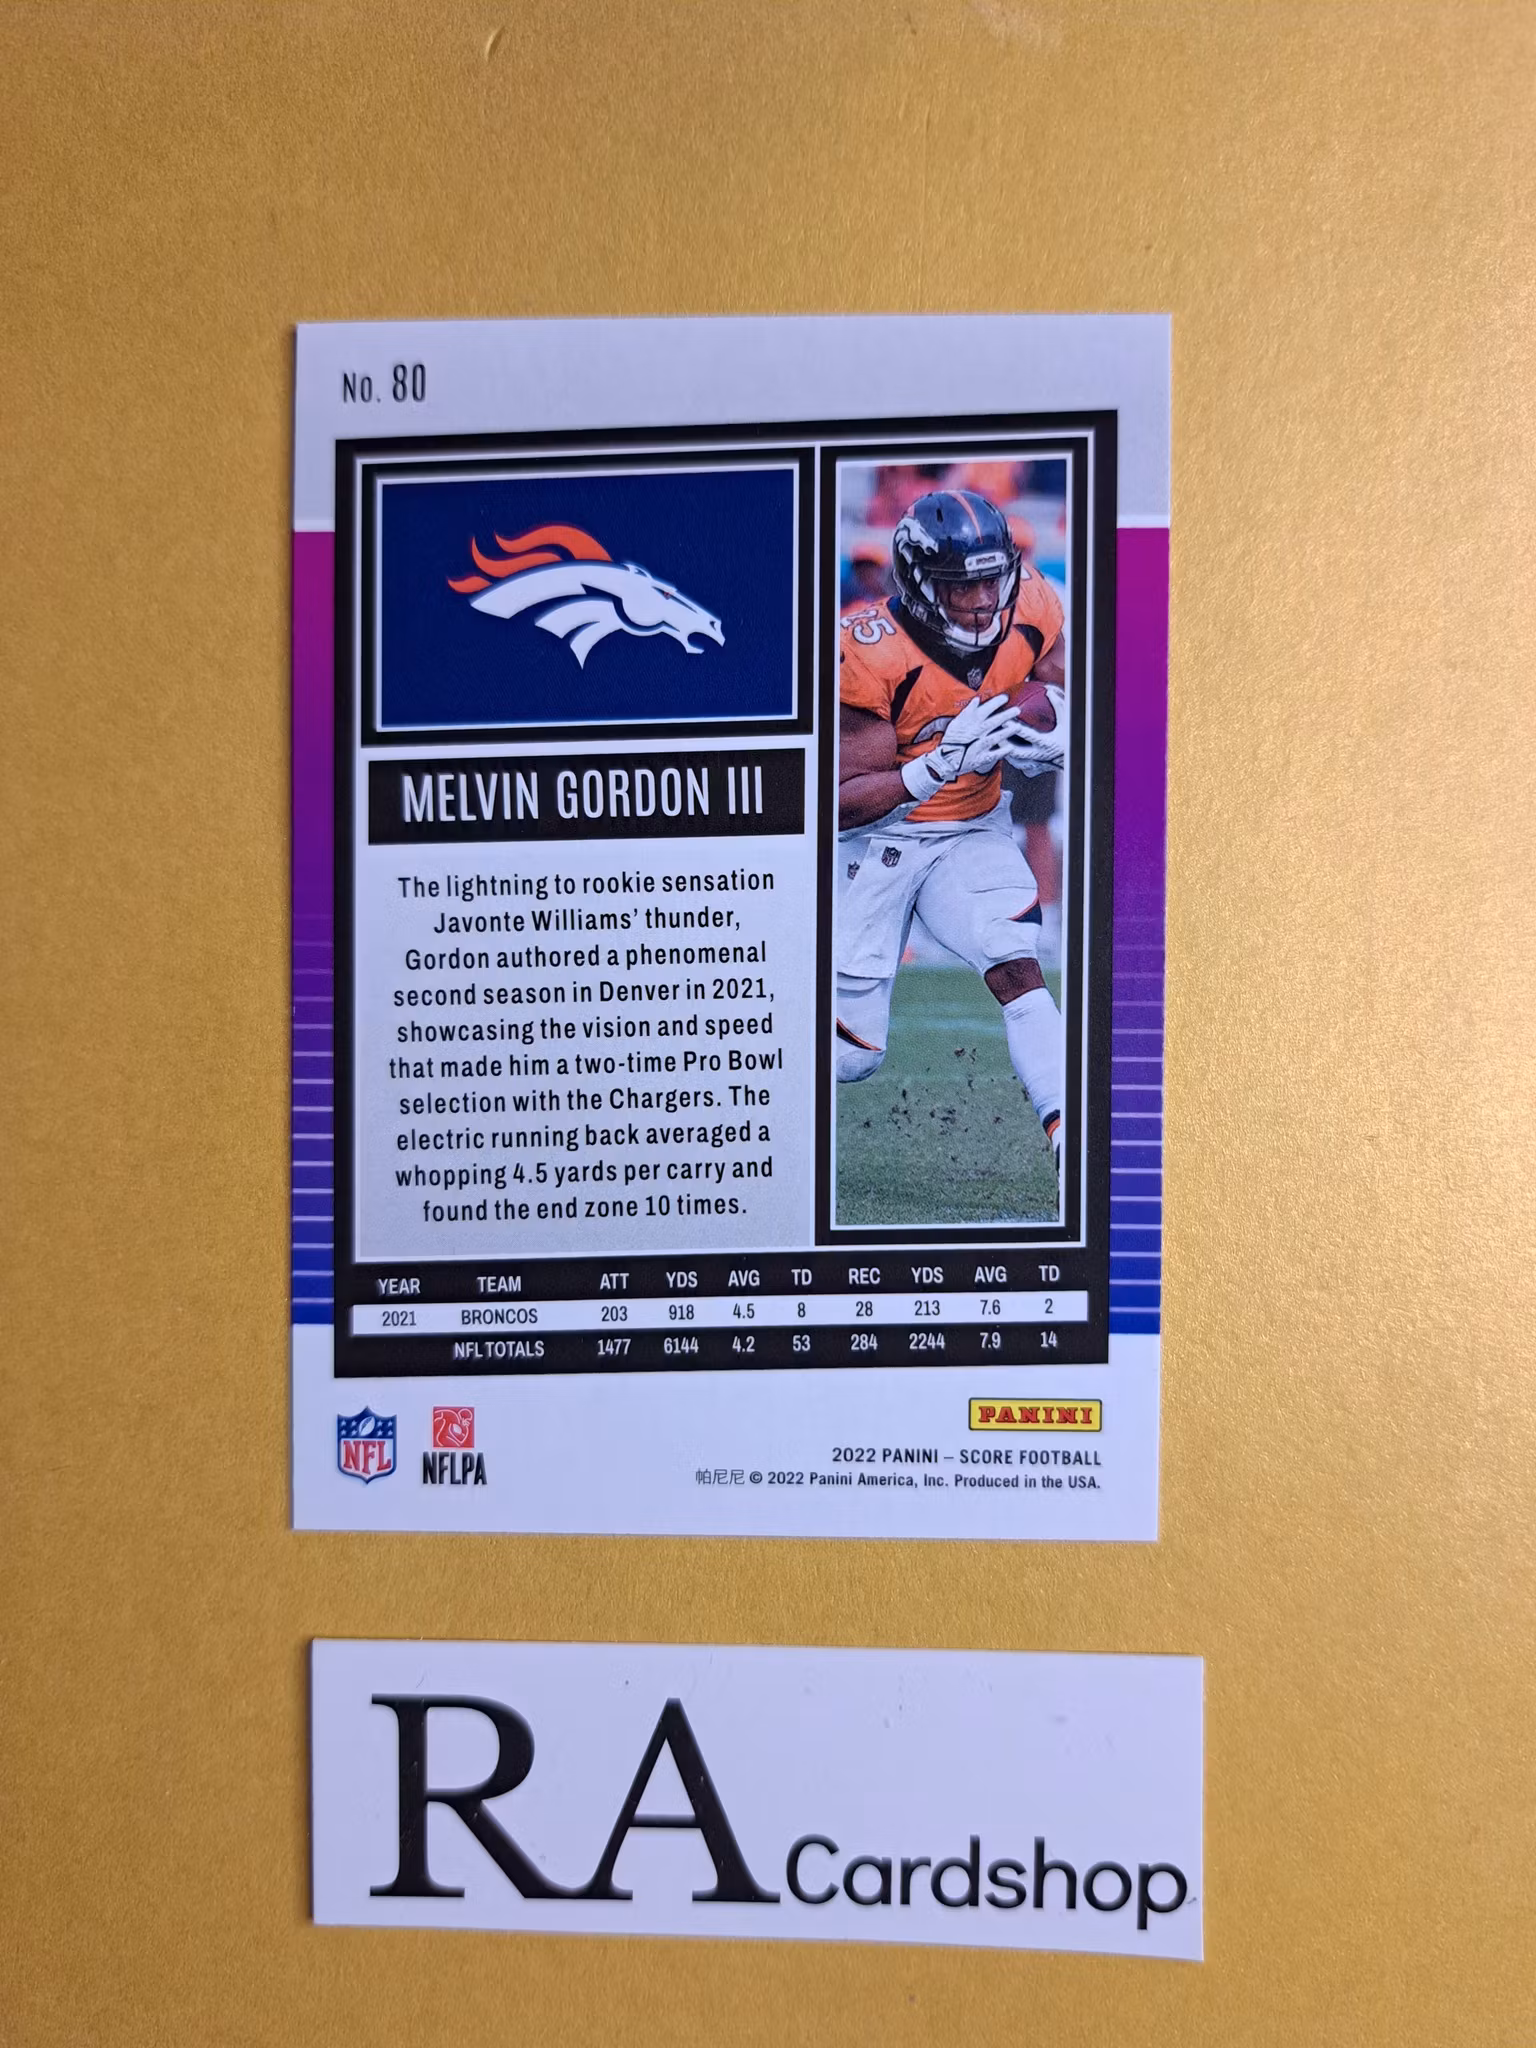 No. 80
MELVIN GORDON III
The lightning to rookie sensation
Javonte Williams' thunder,
Gordon authored a phenomenal
second season in Denver in 2021,
showcasing the vision and speed
that made him a two-time Pro Bowl
selection with the Chargers. The
electric running back averaged a
whopping 4.5 yards per carry and
found the end zone 10 times.
25
YEAR TEAM ATT YDS AVG TD REC YDS AVG TD
2021 BRONCOS 203 918 4.5 8 28 213 7.6 2
NFL TOTALS 1477 6144 4.2 53 284 2244 7.9 14
NFL
NFLPA
PANINI
2022 PANINI – SCORE FOOTBALL
帕尼尼 © 2022 Panini America, Inc. Produced in the USA.
RA Cardshop